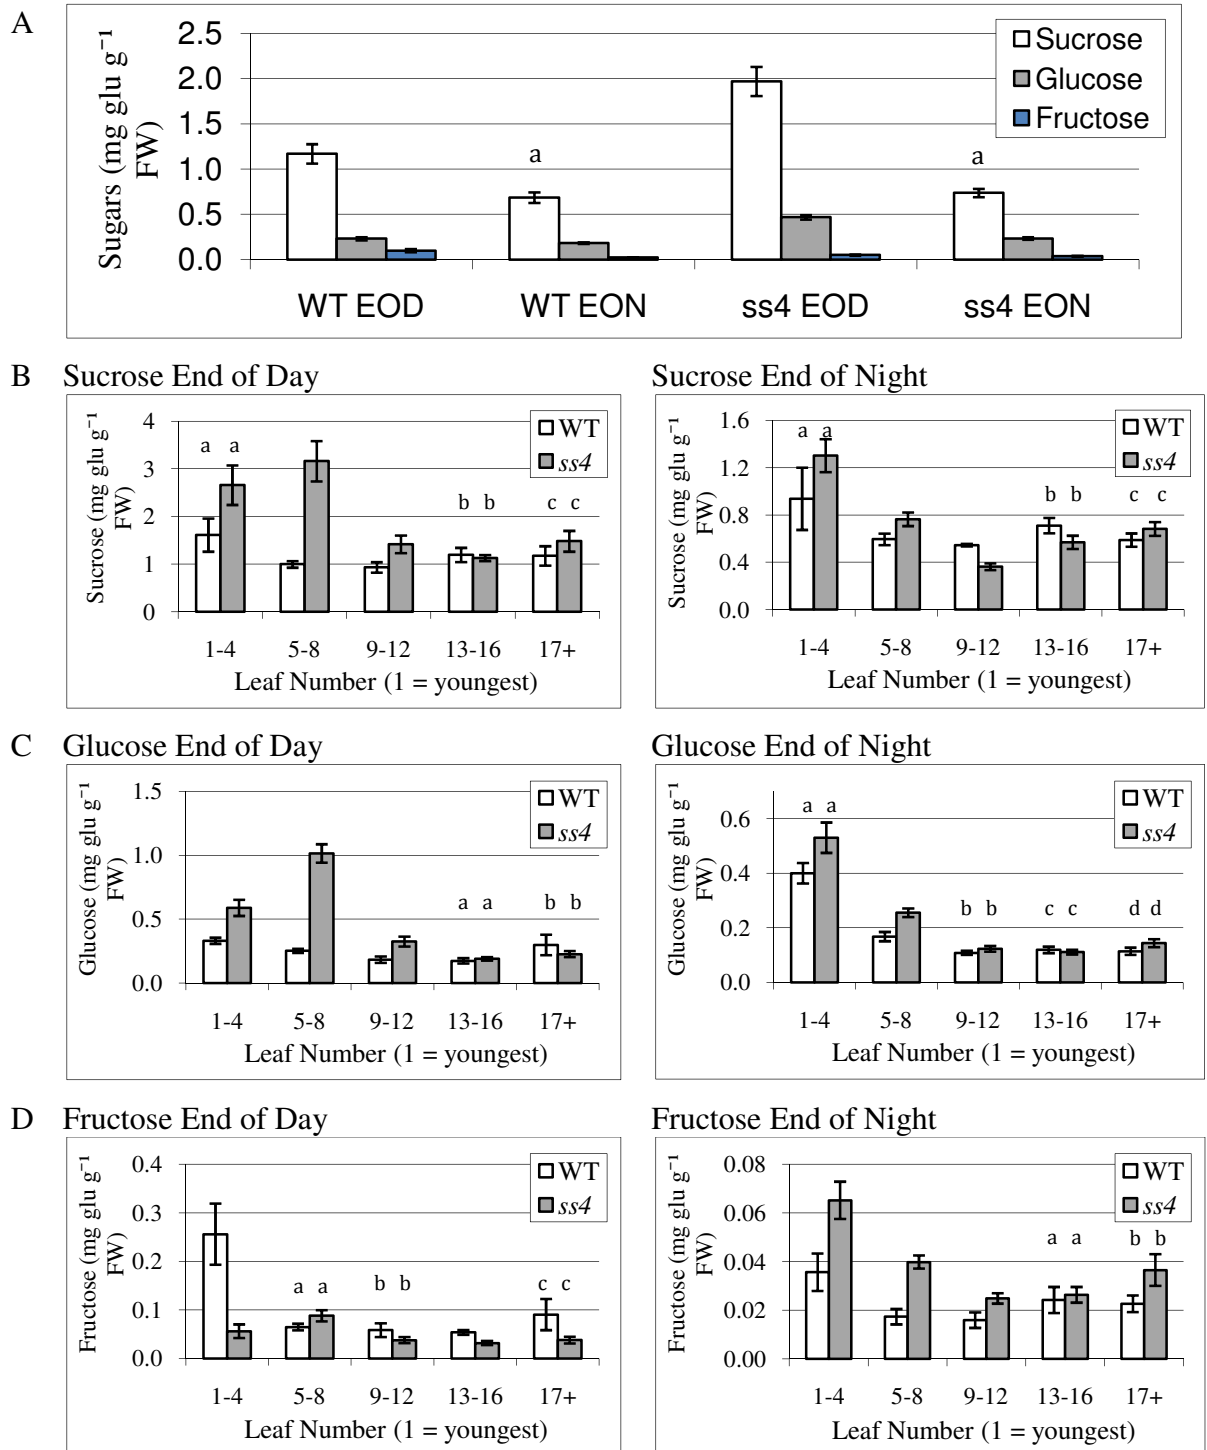 A
2.5
2.0
1.5
1.0
0.5
0.0
Sugars (mg glu g⁻¹
FW)
Sucrose
Glucose
Fructose
a
a
WT EOD
WT EON
ss4 EOD
ss4 EON
B
Sucrose End of Day
Sucrose (mg glu g⁻¹
FW)
4
3
2
1
0
WT
ss4
a a
b b
c c
1-4
5-8
9-12
13-16
17+
Leaf Number (1 = youngest)
Sucrose End of Night
Sucrose (mg glu g⁻¹
FW)
1.6
1.2
0.8
0.4
0.0
WT
ss4
a a
b b
c c
1-4
5-8
9-12
13-16
17+
Leaf Number (1 = youngest)
C
Glucose End of Day
Glucose (mg glu g⁻¹
FW)
1.5
1.0
0.5
0.0
WT
ss4
a a
b b
1-4
5-8
9-12
13-16
17+
Leaf Number (1 = youngest)
Glucose End of Night
Glucose (mg glu g⁻¹
FW)
0.6
0.4
0.2
0.0
WT
ss4
a a
b b
c c
d d
1-4
5-8
9-12
13-16
17+
Leaf Number (1 = youngest)
D
Fructose End of Day
Fructose (mg glu g⁻¹
FW)
0.4
0.3
0.2
0.1
0.0
WT
ss4
a a
b b
c c
1-4
5-8
9-12
13-16
17+
Leaf Number (1 = youngest)
Fructose End of Night
Fructose (mg glu g⁻¹
FW)
0.08
0.06
0.04
0.02
0.00
WT
ss4
a a
b b
1-4
5-8
9-12
13-16
17+
Leaf Number (1 = youngest)